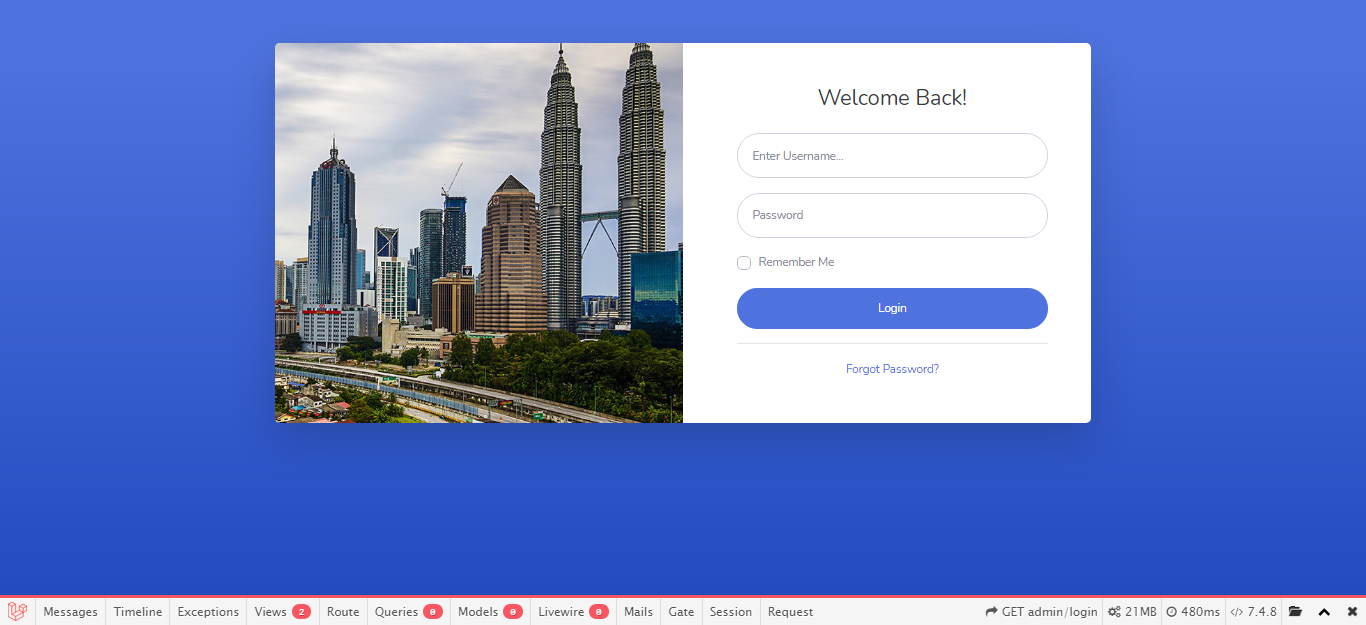 Welcome Back!
Enter Username...
Password
Remember Me
Login
Forgot Password?
Messages Timeline Exceptions Views 2 Route Queries 0 Models 0 Livewire 0 Mails Gate Session Request GET admin/login 21MB 480ms 7.4.8